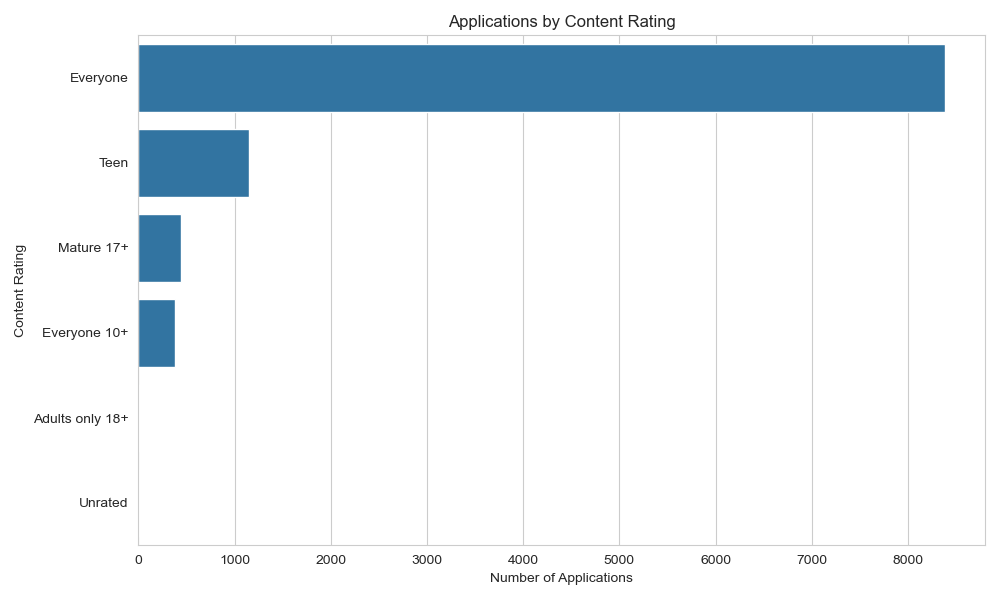 Applications by Content Rating
Content Rating
Everyone
Teen
Mature 17+
Everyone 10+
Adults only 18+
Unrated
0 1000 2000 3000 4000 5000 6000 7000 8000
Number of Applications